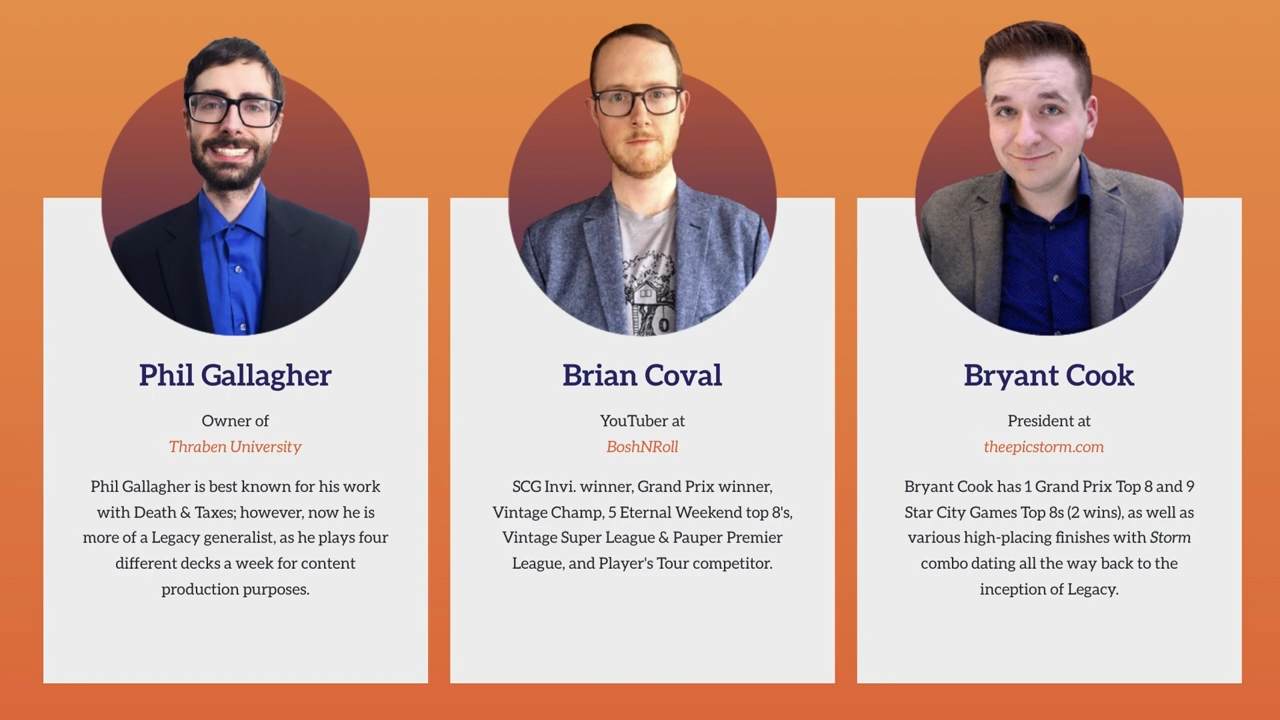 Phil Gallagher
Owner of
Thraben University
Phil Gallagher is best known for his work
with Death & Taxes; however, now he is
more of a Legacy generalist, as he plays four
different decks a week for content
production purposes.
Brian Coval
YouTuber at
BoshNRoll
SCG Invi. winner, Grand Prix winner,
Vintage Champ, 5 Eternal Weekend top 8's,
Vintage Super League & Pauper Premier
League, and Player's Tour competitor.
Bryant Cook
President at
theepicstorm.com
Bryant Cook has 1 Grand Prix Top 8 and 9
Star City Games Top 8s (2 wins), as well as
various high-placing finishes with Storm
combo dating all the way back to the
inception of Legacy.